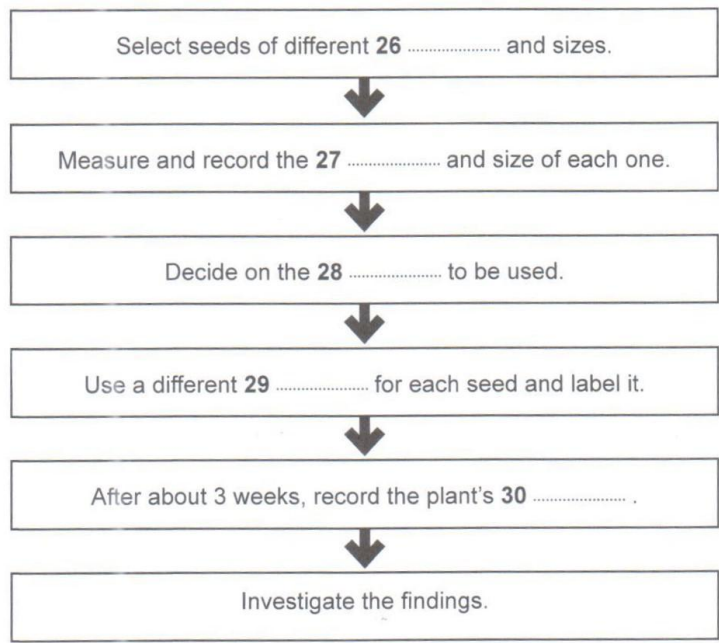 Select seeds of different 26 .................... and sizes.
Measure and record the 27 .................... and size of each one.
Decide on the 28 .................... to be used.
Use a different 29 .................... for each seed and label it.
After about 3 weeks, record the plant's 30 .................... .
Investigate the findings.